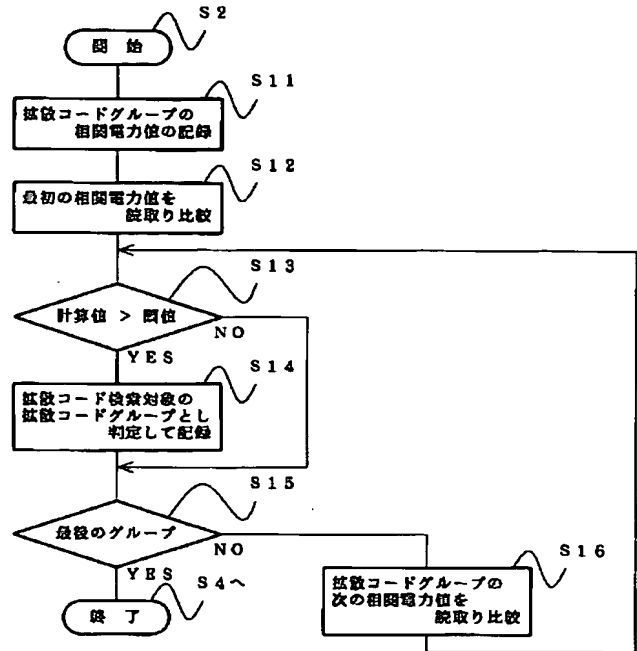 S2
開 始
S11
拡散コードグループの
相関電力値の記録
S12
最初の相関電力値を
読取り比較
S13
計算値 > 閾値
NO
YES
S14
拡散コード検索対象の
拡散コードグループとし
判定して記録
S15
最後のグループ
NO
YES
S4へ
終 了
S16
拡散コードグループの
次の相関電力値を
読取り比較